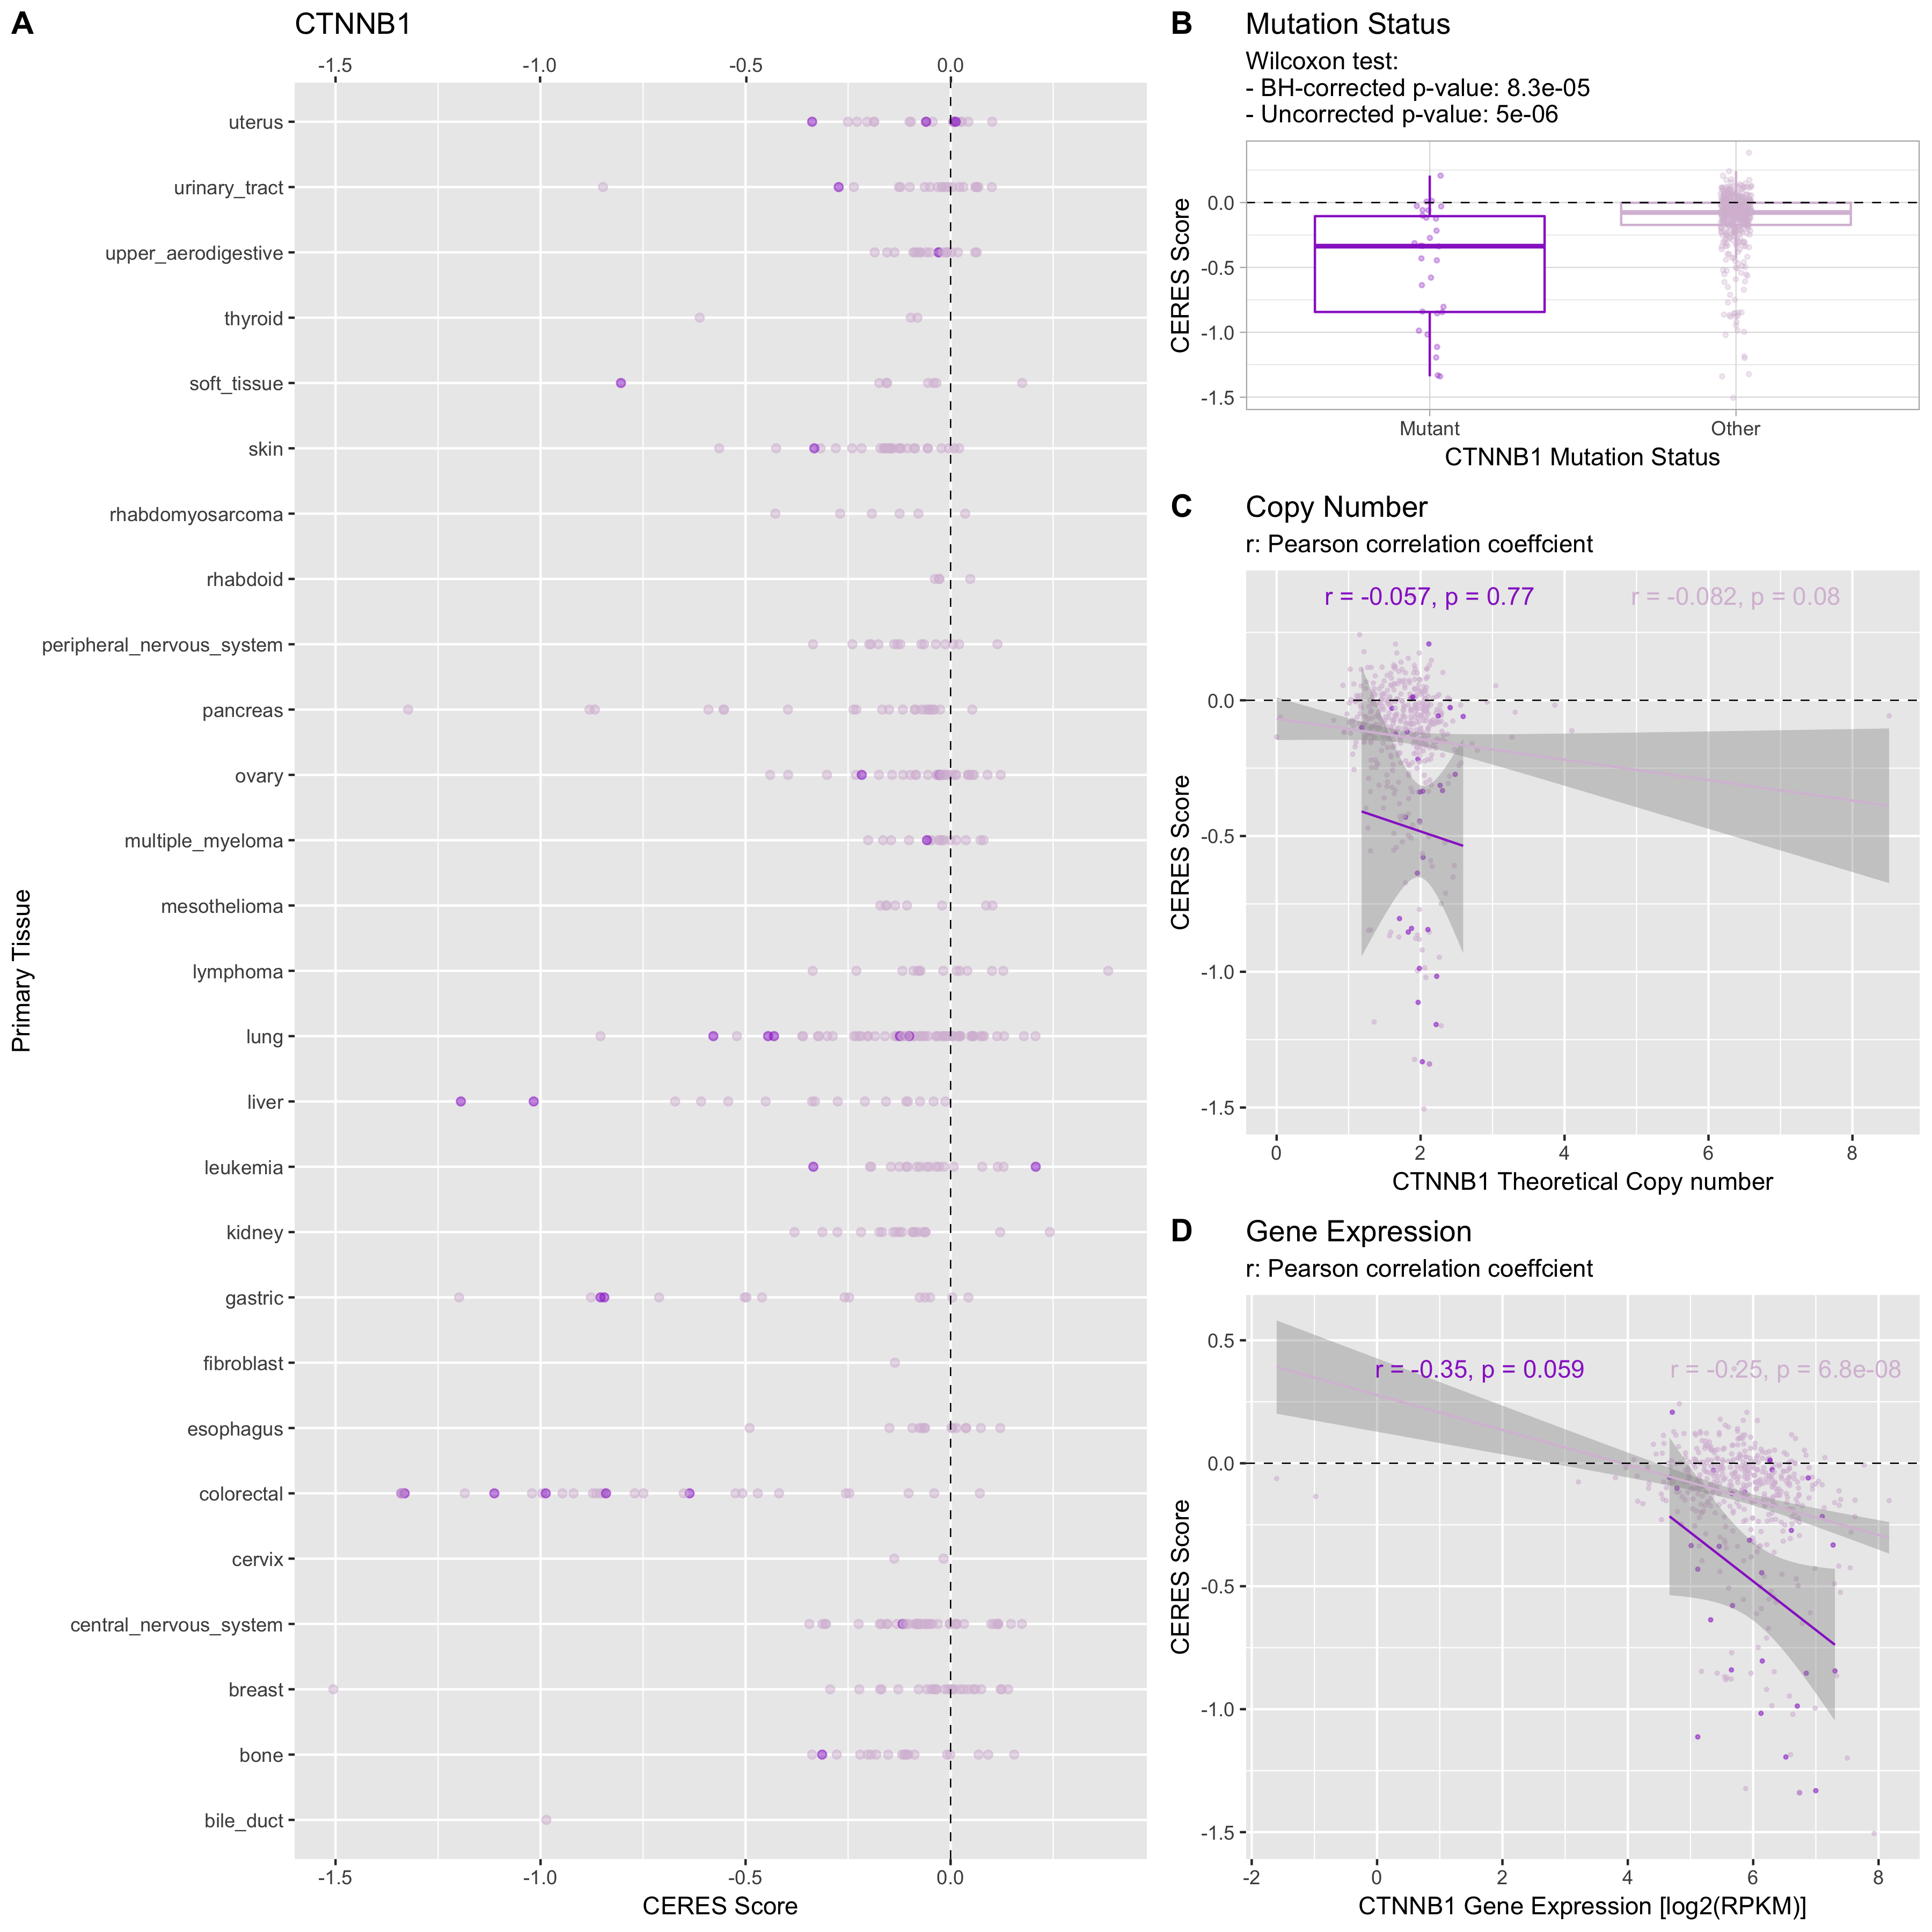 A
CTNNB1
-1.5 -1.0 -0.5 0.0
Primary Tissue
uterus
urinary_tract
upper_aerodigestive
thyroid
soft_tissue
skin
rhabdomyosarcoma
rhabdoid
peripheral_nervous_system
pancreas
ovary
multiple_myeloma
mesothelioma
lymphoma
lung
liver
leukemia
kidney
gastric
fibroblast
esophagus
colorectal
cervix
central_nervous_system
breast
bone
bile_duct
-1.5 -1.0 -0.5 0.0
CERES Score
B
Mutation Status
Wilcoxon test:
- BH-corrected p-value: 8.3e-05
- Uncorrected p-value: 5e-06
CERES Score
0.0
-0.5
-1.0
-1.5
Mutant Other
CTNNB1 Mutation Status
C
Copy Number
r: Pearson correlation coeffcient
r = -0.057, p = 0.77 r = -0.082, p = 0.08
CERES Score
0.0
-0.5
-1.0
-1.5
0 2 4 6 8
CTNNB1 Theoretical Copy number
D
Gene Expression
r: Pearson correlation coeffcient
r = -0.35, p = 0.059 r = -0.25, p = 6.8e-08
CERES Score
0.5
0.0
-0.5
-1.0
-1.5
-2 0 2 4 6 8
CTNNB1 Gene Expression [log2(RPKM)]